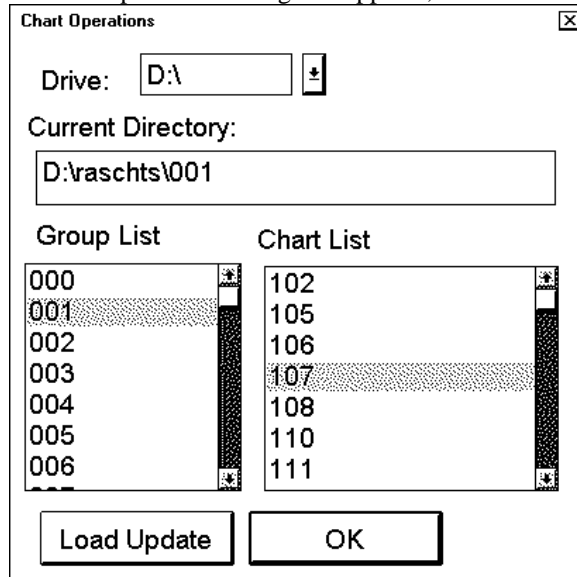 Chart Operations
Drive: D:\
Current Directory:
D:\raschts\001
Group List Chart List
000 102
001 105
002 106
003 107
004 108
005 110
006 111
Load Update OK